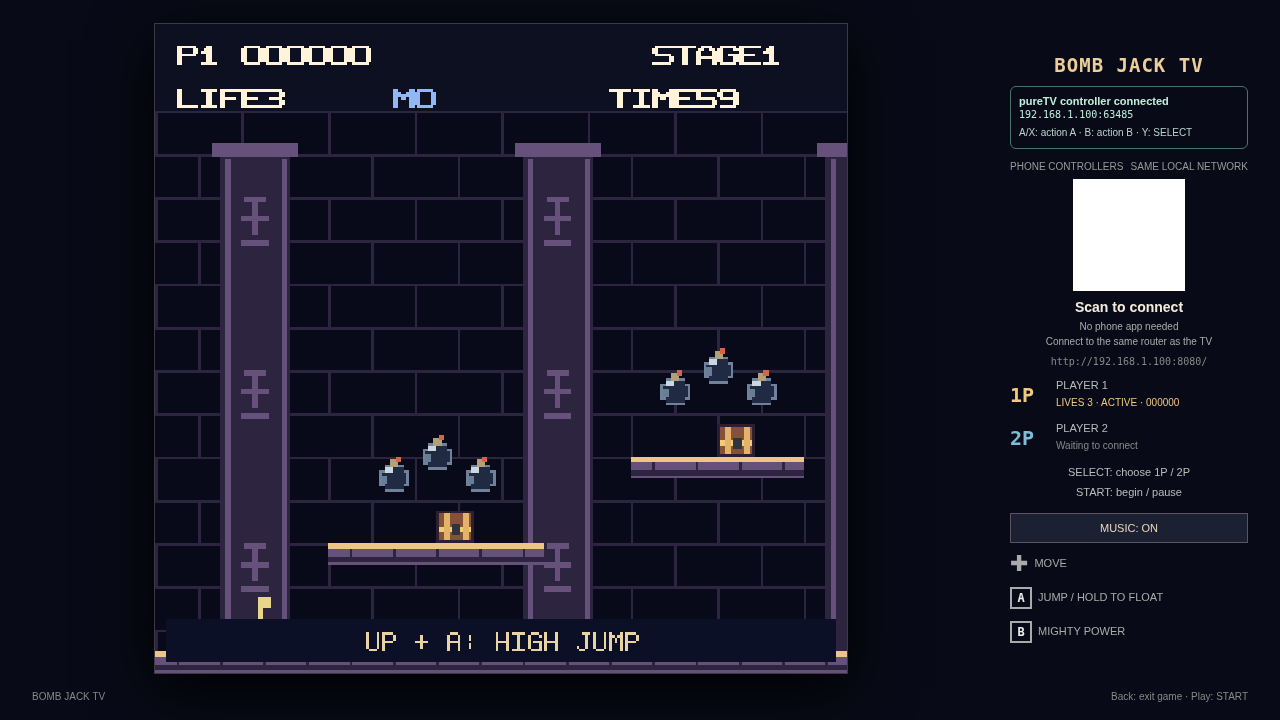 P1 000000
STAGE1
LIFE3
M0
TIME59
UP + A: HIGH JUMP
BOMB JACK TV
pureTV controller connected
192.168.1.100:63485
A/X: action A · B: action B · Y: SELECT
PHONE CONTROLLERS SAME LOCAL NETWORK
Scan to connect
No phone app needed
Connect to the same router as the TV
http://192.168.1.100:8080/
1P
PLAYER 1
LIVES 3 · ACTIVE · 000000
2P
PLAYER 2
Waiting to connect
SELECT: choose 1P / 2P
START: begin / pause
MUSIC: ON
MOVE
A JUMP / HOLD TO FLOAT
B MIGHTY POWER
BOMB JACK TV
Back: exit game · Play: START